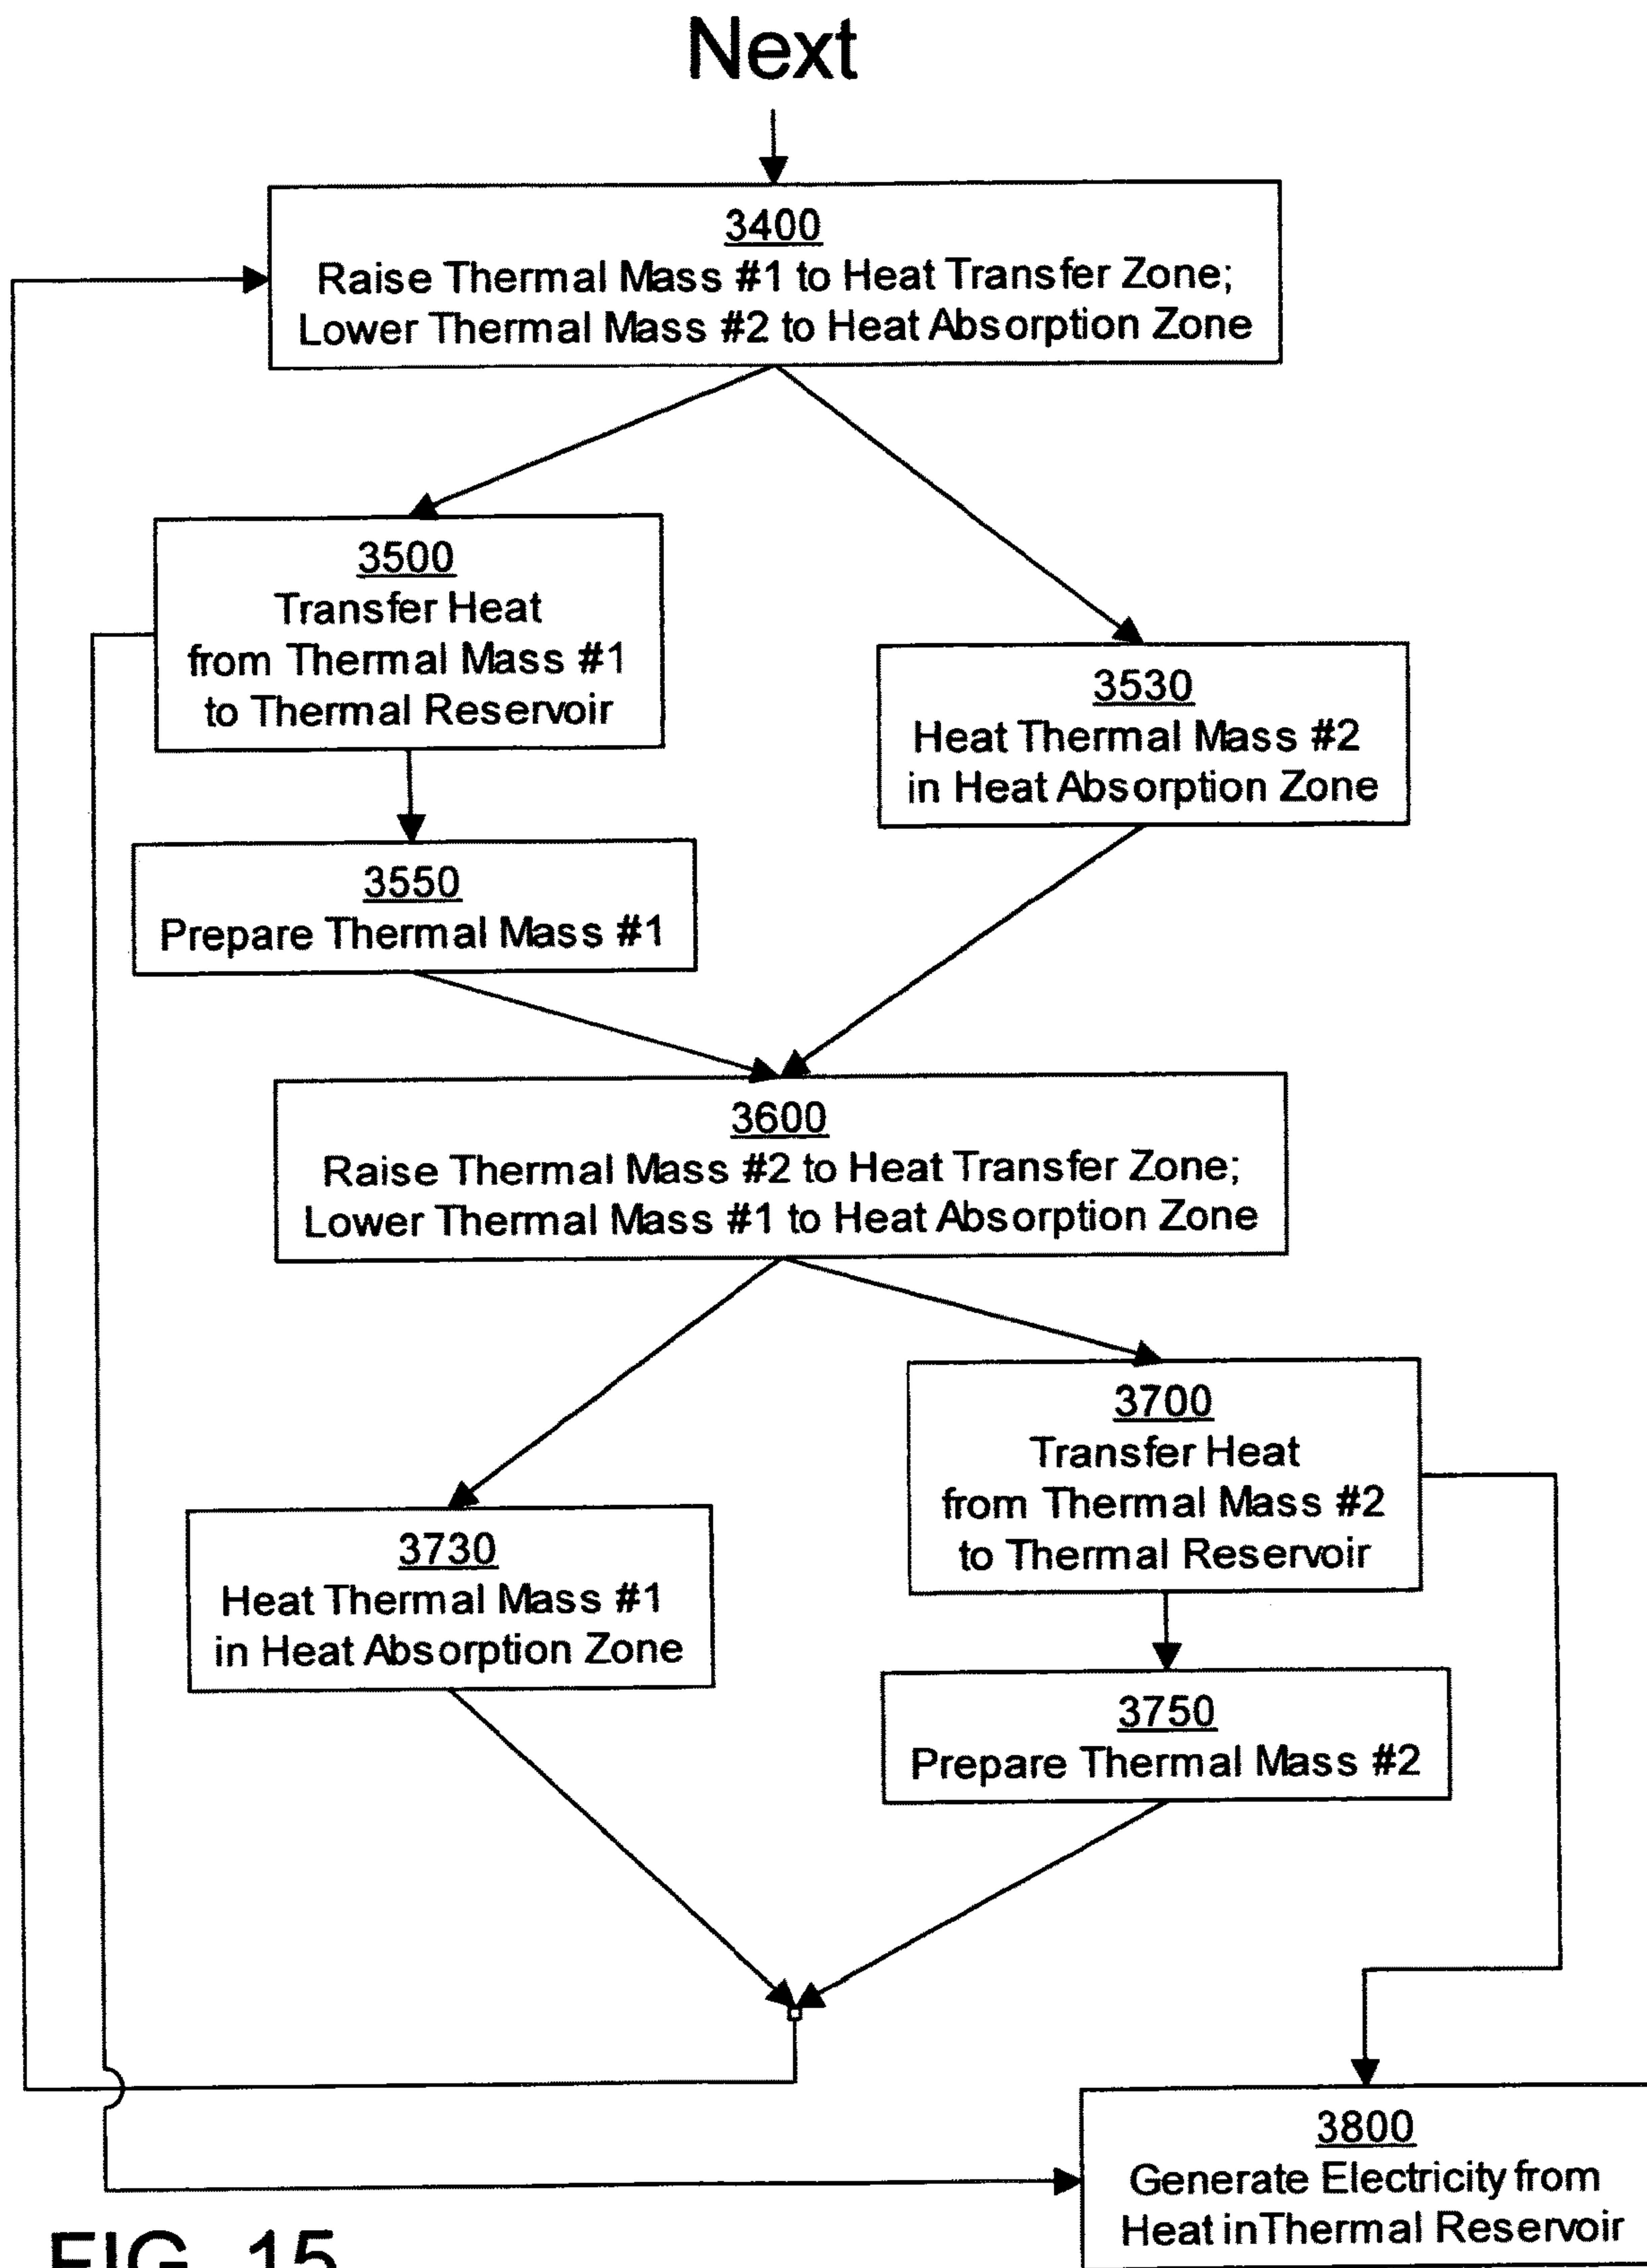 Next
3400
Raise Thermal Mass #1 to Heat Transfer Zone;
Lower Thermal Mass #2 to Heat Absorption Zone
3500
Transfer Heat
from Thermal Mass #1
to Thermal Reservoir
3530
Heat Thermal Mass #2
in Heat Absorption Zone
3550
Prepare Thermal Mass #1
3600
Raise Thermal Mass #2 to Heat Transfer Zone;
Lower Thermal Mass #1 to Heat Absorption Zone
3700
Transfer Heat
from Thermal Mass #2
to Thermal Reservoir
3730
Heat Thermal Mass #1
in Heat Absorption Zone
3750
Prepare Thermal Mass #2
3800
Generate Electricity from
Heat inThermal Reservoir
FIG. 15